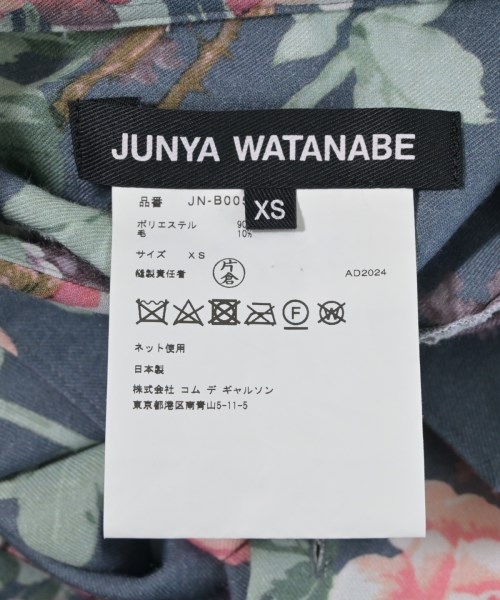 JUNYA WATANABE
XS
品番 JN-B005
ポリエステル 90
毛 10%
サイズ XS
縫製責任者 片倉 AD2024
F W
ネット使用
日本製
株式会社 コム デ ギャルソン
東京都港区南青山5-11-5